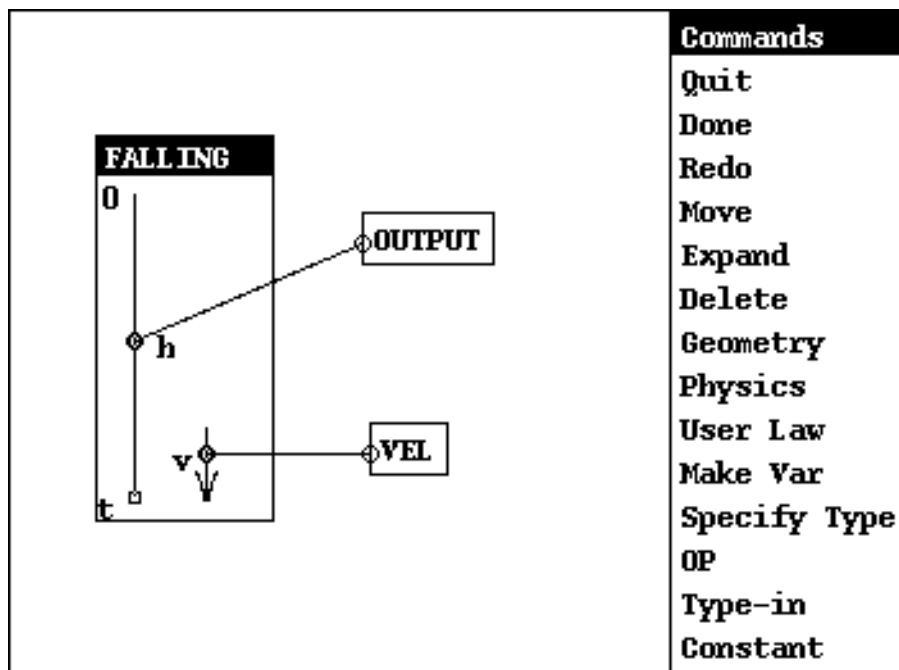 FALLING
0
OUTPUT
h
v
VEL
t
Commands
Quit
Done
Redo
Move
Expand
Delete
Geometry
Physics
User Law
Make Var
Specify Type
OP
Type-in
Constant